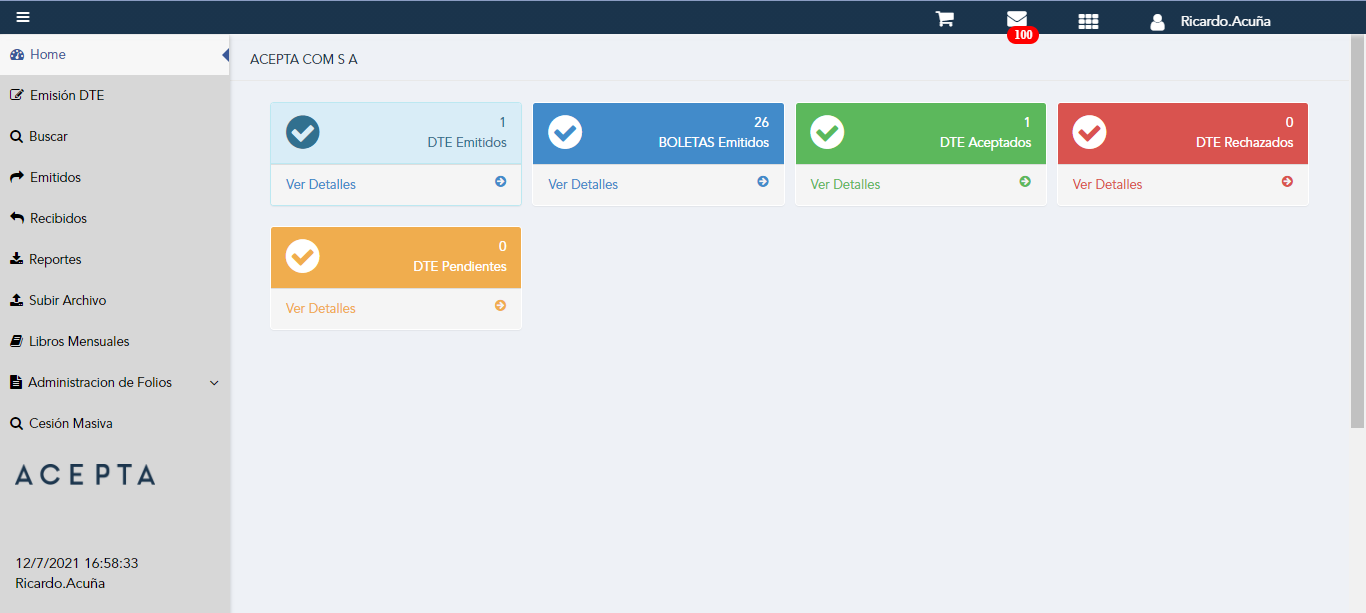 100
Ricardo.Acuña
Home
Emisión DTE
Buscar
Emitidos
Recibidos
Reportes
Subir Archivo
Libros Mensuales
Administracion de Folios
Cesión Masiva
ACEPTA
12/7/2021 16:58:33
Ricardo.Acuña
ACEPTA COM S A
1
DTE Emitidos
Ver Detalles
26
BOLETAS Emitidos
Ver Detalles
1
DTE Aceptados
Ver Detalles
0
DTE Rechazados
Ver Detalles
0
DTE Pendientes
Ver Detalles